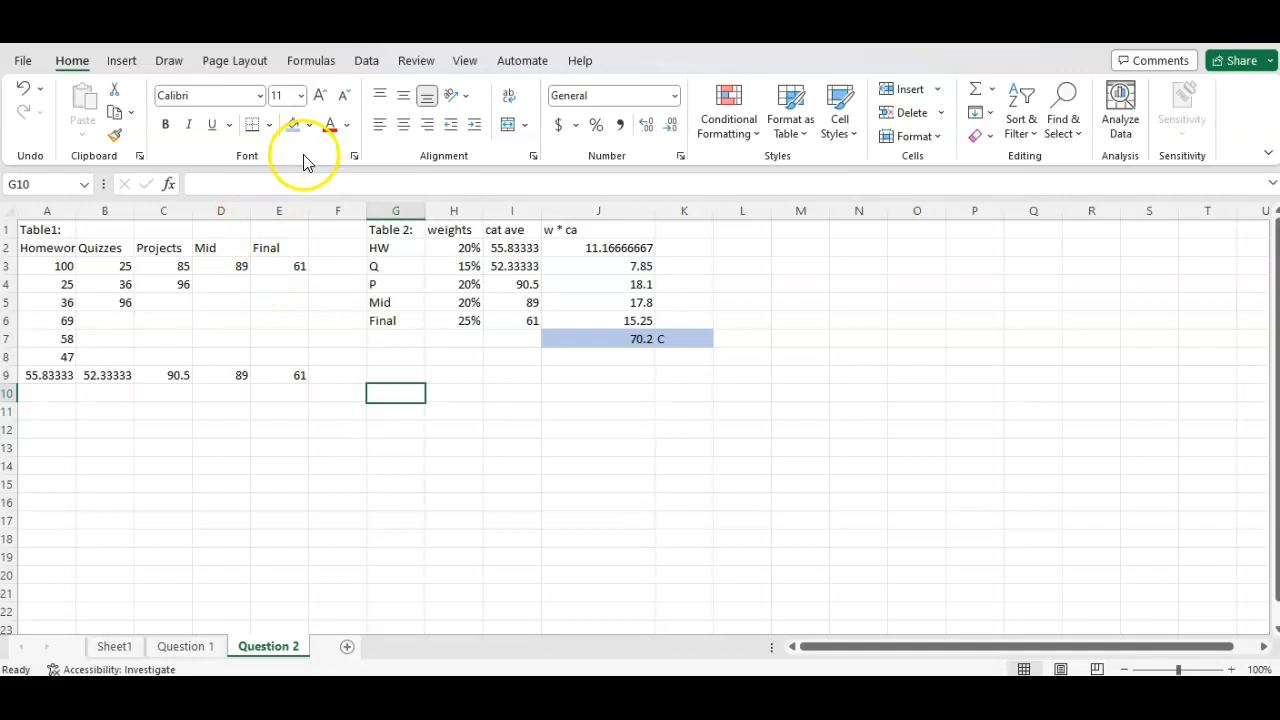 File Home Insert Draw Page Layout Formulas Data Review View Automate Help Comments Share
Calibri 11 General
Paste B I U $ % Conditional Formatting Format as Table Cell Styles Insert Delete Format Sort & Filter Find & Select Analyze Data Sensitivity
Undo Clipboard Font Alignment Number Styles Cells Editing Analysis Sensitivity
G10 fx
A B C D E F G H I J K L M N O P Q R S T U
1 Table1: Table 2: weights cat ave w * ca
2 Homewor Quizzes Projects Mid Final HW 20% 55.83333 11.16666667
3 100 25 85 89 61 Q 15% 52.33333 7.85
4 25 36 96 P 20% 90.5 18.1
5 36 96 Mid 20% 89 17.8
6 69 Final 25% 61 15.25
7 58 70.2 C
8 47
9 55.83333 52.33333 90.5 89 61
10
11
12
13
14
15
16
17
18
19
20
21
22
23
Sheet1 Question 1 Question 2
Ready Accessibility: Investigate 100%